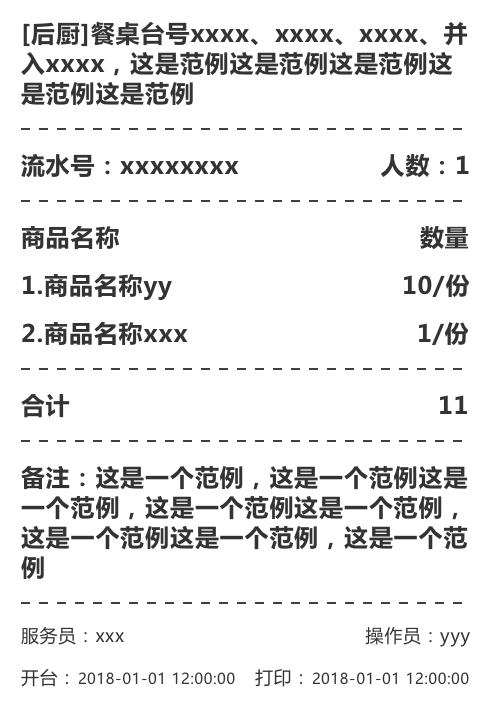 [后厨]餐桌台号xxxx、xxxx、xxxx、并
入xxxx，这是范例这是范例这是范例这
是范例这是范例
流水号：xxxxxxxx 人数：1
商品名称 数量
1.商品名称yy 10/份
2.商品名称xxx 1/份
合计 11
备注：这是一个范例，这是一个范例这是
一个范例，这是一个范例这是一个范例，
这是一个范例这是一个范例，这是一个范
例
服务员：xxx 操作员：yyy
开台：2018-01-01 12:00:00 打印：2018-01-01 12:00:00